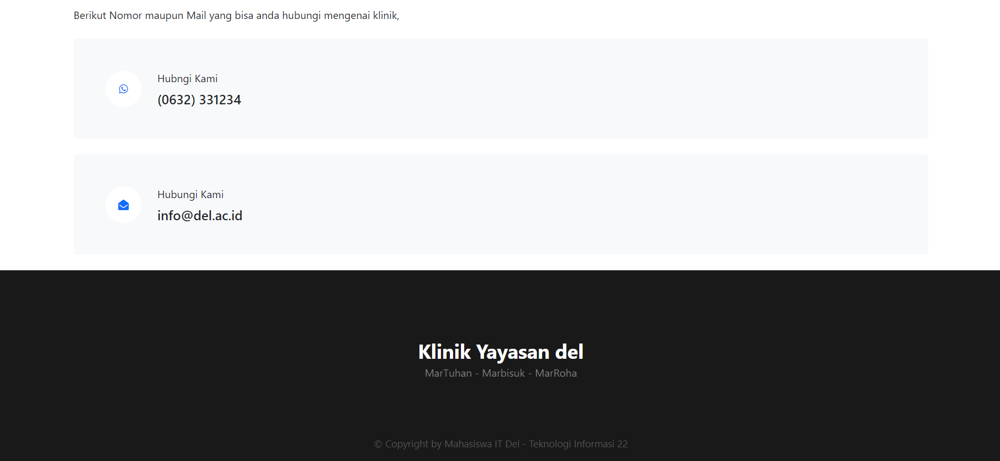 Berikut Nomor maupun Mail yang bisa anda hubungi mengenai klinik,
Hubngi Kami
(0632) 331234
Hubungi Kami
info@del.ac.id
Klinik Yayasan del
MarTuhan - Marbisuk - MarRoha
© Copyright by Mahasiswa IT Del - Teknologi Informasi 22